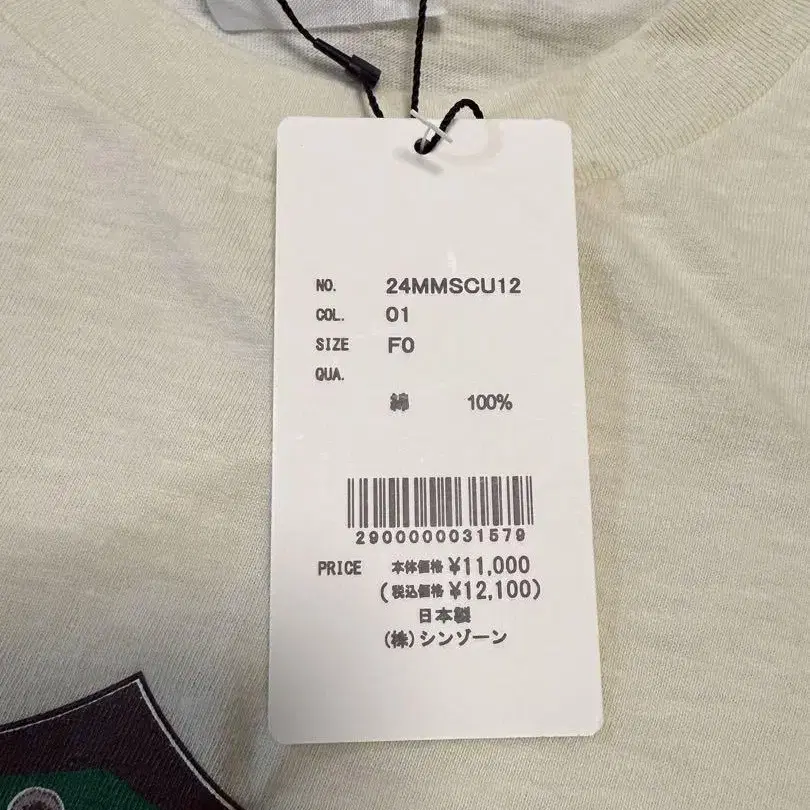 NO. 24MMSCU12
COL. 01
SIZE F0
QUA.
綿 100%
2900000031579
PRICE 本体価格 ¥11,000
(税込価格 ¥12,100)
日本製
(株)シンゾーン